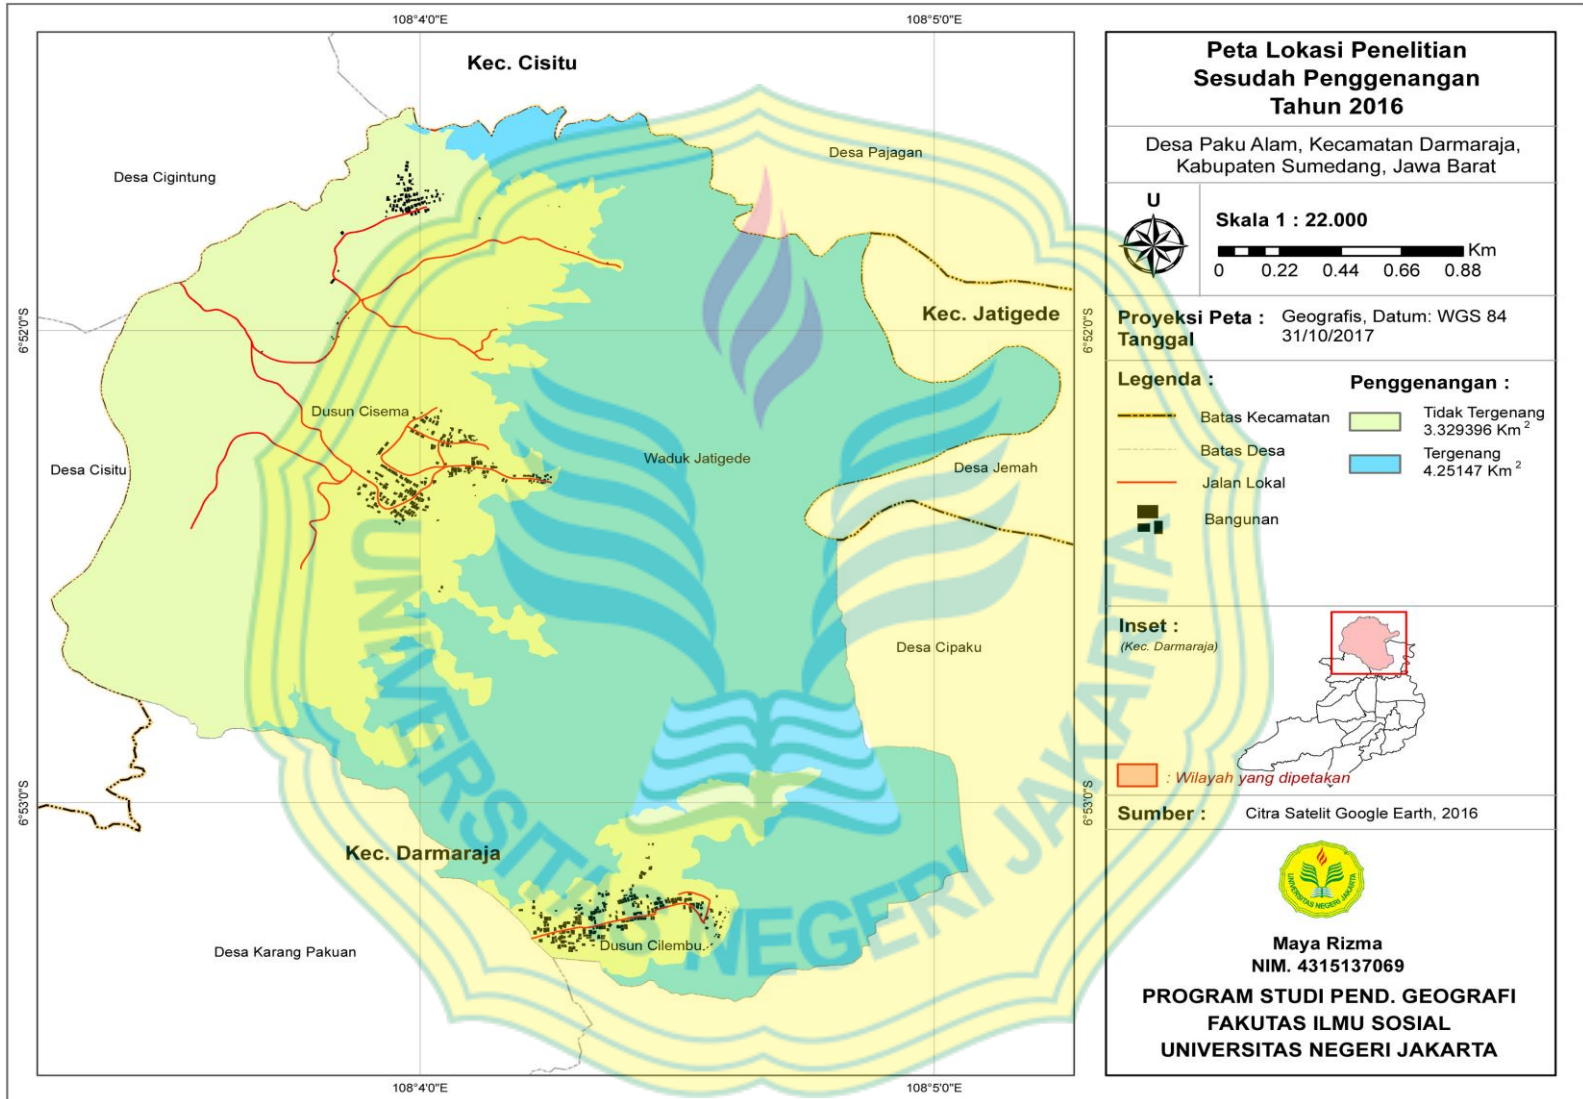 108°4'0"E
108°5'0"E
Kec. Cisitu
Desa Pajagan
Desa Cigintung
Kec. Jatigede
6°52'0"S
6°52'0"S
Dusun Cisema
Waduk Jatigede
Desa Cisitu
Desa Jemah
Desa Cipaku
6°53'0"S
6°53'0"S
Kec. Darmaraja
Dusun Cilembu
Desa Karang Pakuan
108°4'0"E
108°5'0"E
UNIVERSITAS NEGERI JAKARTA
Peta Lokasi Penelitian
Sesudah Penggenangan
Tahun 2016
Desa Paku Alam, Kecamatan Darmaraja,
Kabupaten Sumedang, Jawa Barat
U
Skala 1 : 22.000
Km
0 0.22 0.44 0.66 0.88
Proyeksi Peta : Geografis, Datum: WGS 84
Tanggal 31/10/2017
Legenda :
Batas Kecamatan
Batas Desa
Jalan Lokal
Bangunan
Penggenangan :
Tidak Tergenang
3.329396 Km²
Tergenang
4.25147 Km²
Inset :
(Kec. Darmaraja)
: Wilayah yang dipetakan
Sumber : Citra Satelit Google Earth, 2016
UNIVERSITAS NEGERI JAKARTA
Maya Rizma
NIM. 4315137069
PROGRAM STUDI PEND. GEOGRAFI
FAKUTAS ILMU SOSIAL
UNIVERSITAS NEGERI JAKARTA